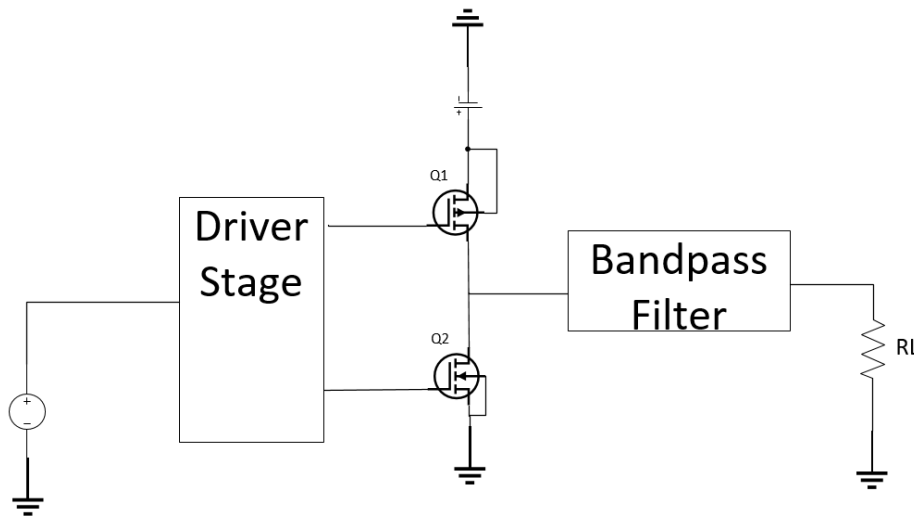 Q1
Driver
Stage
Bandpass
Filter
Q2
RL
+
−